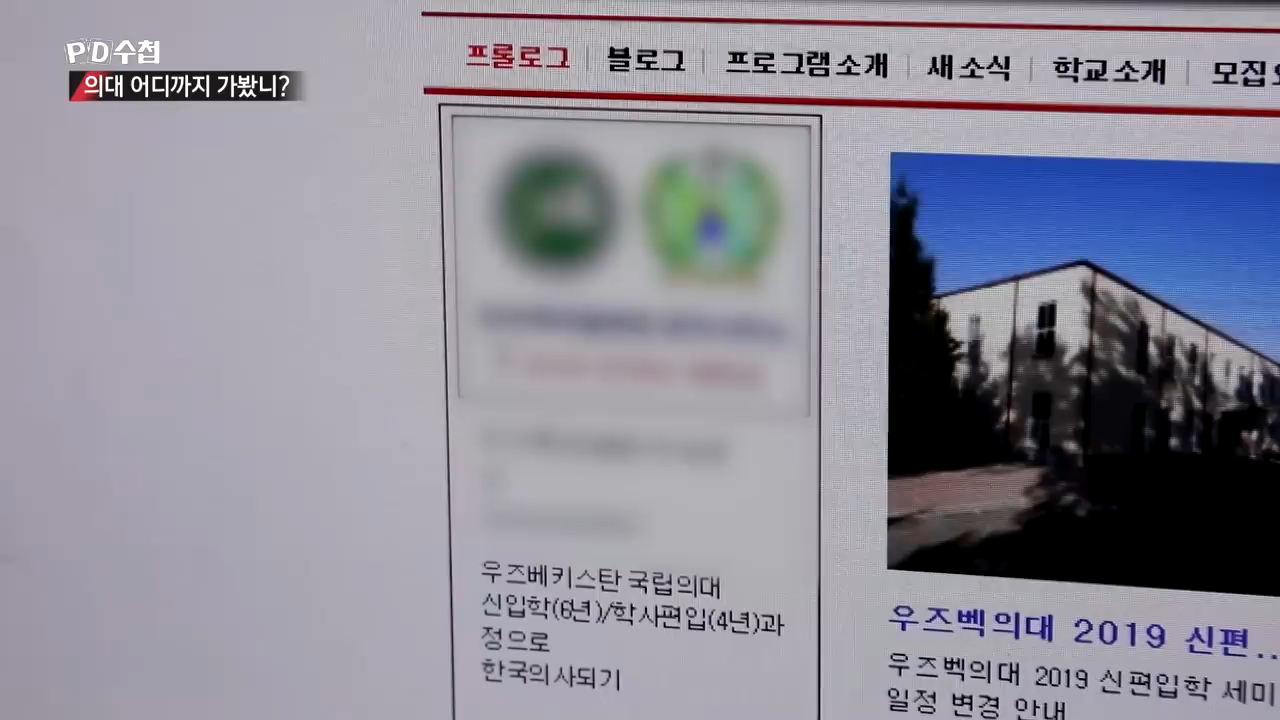 PD수첩
의대 어디까지 가봤니?
프롤로그 블로그 프로그램소개 새소식 학교소개 모집
우즈베키스탄 국립의대
신입학(6년)/학사편입(4년)과
정으로
한국의사되기
우즈벡의대 2019 신편..
우즈벡의대 2019 신편입학 세미
일정 변경 안내